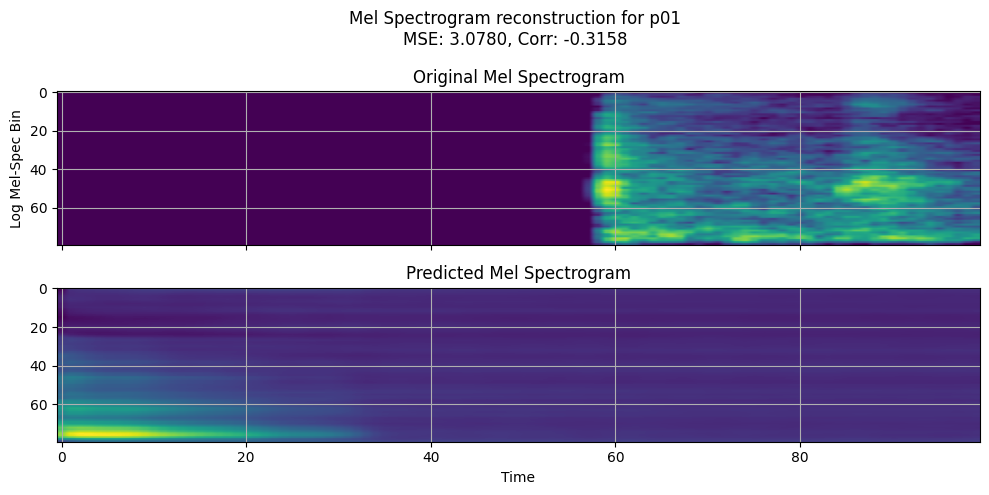 Mel Spectrogram reconstruction for p01
MSE: 3.0780, Corr: -0.3158
Original Mel Spectrogram
Log Mel-Spec Bin
0
20
40
60
Predicted Mel Spectrogram
0
20
40
60
0 20 40 60 80
Time